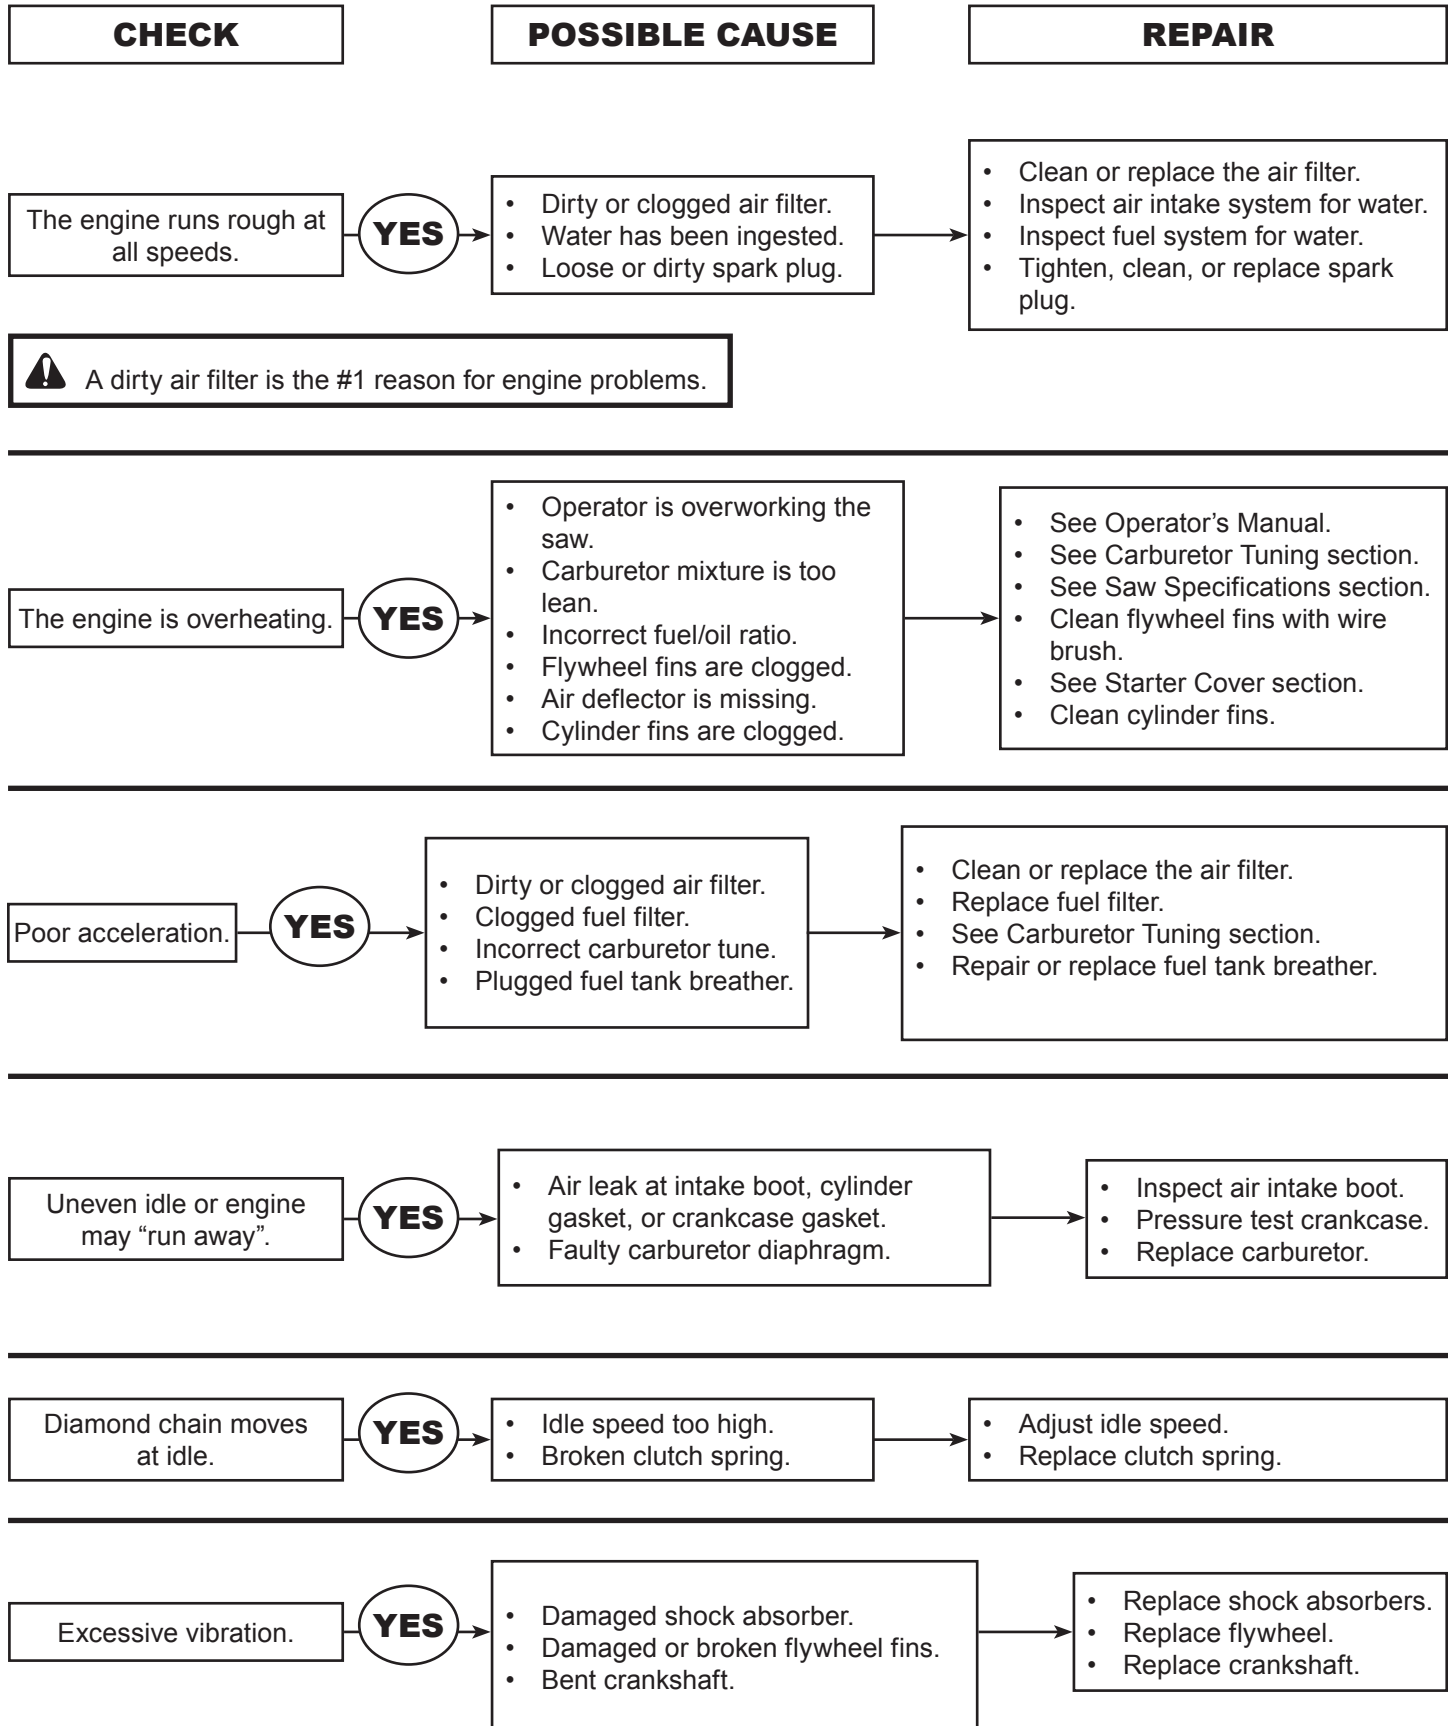 CHECK
POSSIBLE CAUSE
REPAIR
The engine runs rough at
all speeds.
YES
• Dirty or clogged air filter.
• Water has been ingested.
• Loose or dirty spark plug.
• Clean or replace the air filter.
• Inspect air intake system for water.
• Inspect fuel system for water.
• Tighten, clean, or replace spark
plug.
A dirty air filter is the #1 reason for engine problems.
The engine is overheating.
YES
• Operator is overworking the
saw.
• Carburetor mixture is too
lean.
• Incorrect fuel/oil ratio.
• Flywheel fins are clogged.
• Air deflector is missing.
• Cylinder fins are clogged.
• See Operator’s Manual.
• See Carburetor Tuning section.
• See Saw Specifications section.
• Clean flywheel fins with wire
brush.
• See Starter Cover section.
• Clean cylinder fins.
Poor acceleration.
YES
• Dirty or clogged air filter.
• Clogged fuel filter.
• Incorrect carburetor tune.
• Plugged fuel tank breather.
• Clean or replace the air filter.
• Replace fuel filter.
• See Carburetor Tuning section.
• Repair or replace fuel tank breather.
Uneven idle or engine
may “run away”.
YES
• Air leak at intake boot, cylinder
gasket, or crankcase gasket.
• Faulty carburetor diaphragm.
• Inspect air intake boot.
• Pressure test crankcase.
• Replace carburetor.
Diamond chain moves
at idle.
YES
• Idle speed too high.
• Broken clutch spring.
• Adjust idle speed.
• Replace clutch spring.
Excessive vibration.
YES
• Damaged shock absorber.
• Damaged or broken flywheel fins.
• Bent crankshaft.
• Replace shock absorbers.
• Replace flywheel.
• Replace crankshaft.